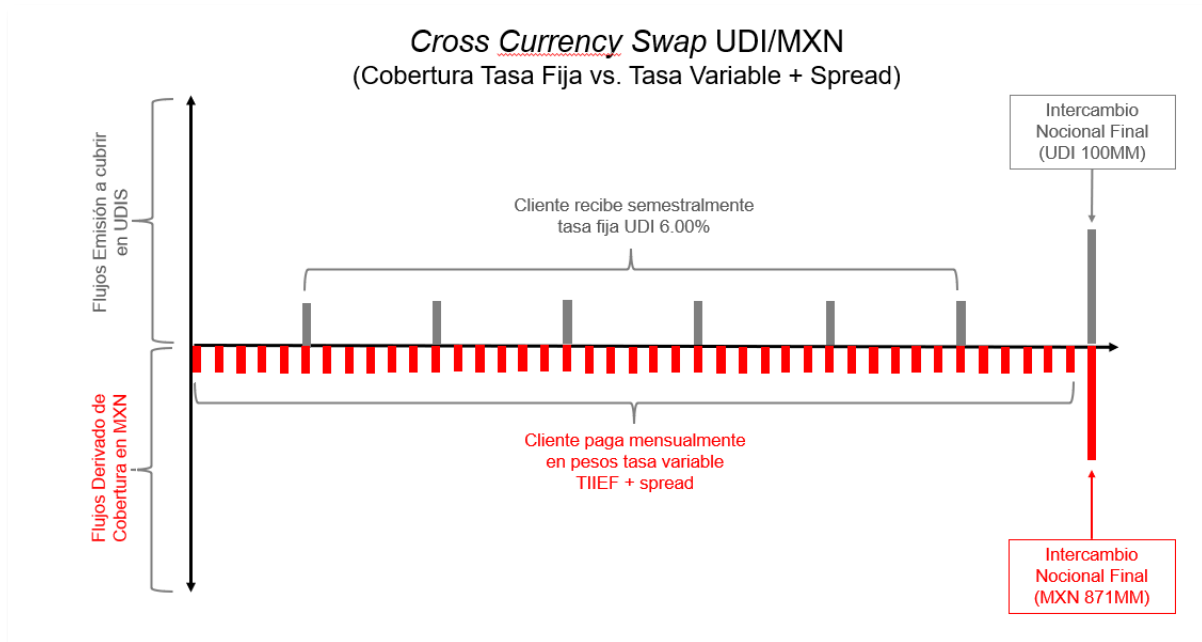 Cross Currency Swap UDI/MXN
(Cobertura Tasa Fija vs. Tasa Variable + Spread)
Flujos Emisión a cubrir
en UDIS
Intercambio
Nocional Final
(UDI 100MM)
Cliente recibe semestralmente
tasa fija UDI 6.00%
Flujos Derivado de
Cobertura en MXN
Cliente paga mensualmente
en pesos tasa variable
TIIEF + spread
Intercambio
Nocional Final
(MXN 871MM)